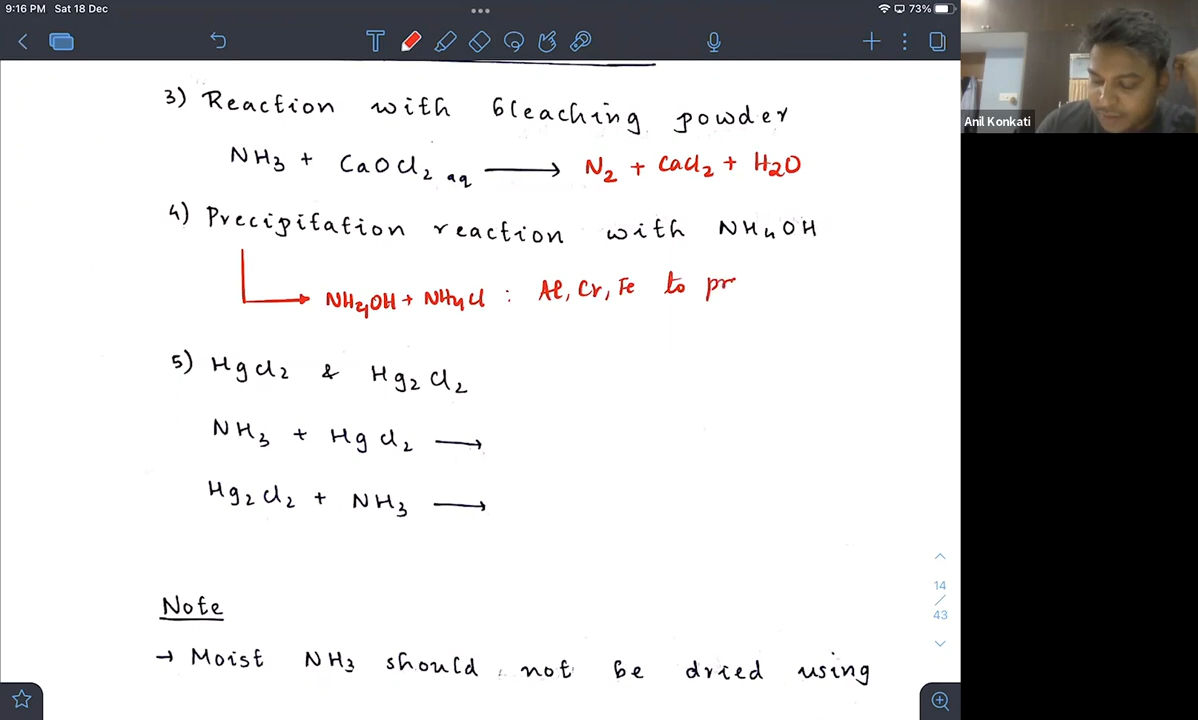 9:16 PM Sat 18 Dec
73%
T
Anil Konkati
3) Reaction with bleaching powder
NH3 + CaOCl2 aq ⟶ N2 + CaCl2 + H2O
4) Precipitation reaction with NH4OH
NH4OH + NH4Cl : Al, Cr, Fe to pr
5) HgCl2 & Hg2Cl2
NH3 + HgCl2 ⟶
Hg2Cl2 + NH3 ⟶
14
/
43
Note
→ Moist NH3 should not be dried using